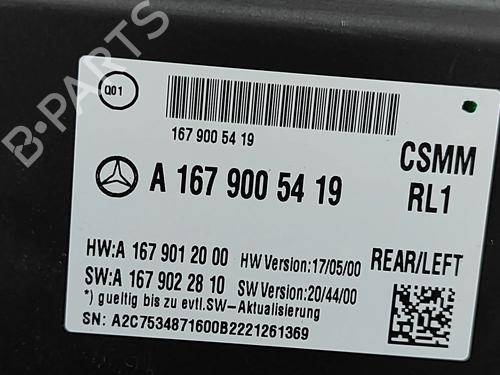 B-PARTS
Q01
167 900 54 19
A 167 900 54 19
CSMM
RL1
HW:A 167 901 20 00 HW Version:17/05/00
REAR/LEFT
SW:A 167 902 28 10 SW Version:20/44/00
*) gueltig bis zu evtl.SW-Aktualisierung
SN: A2C7534871600B2221261369